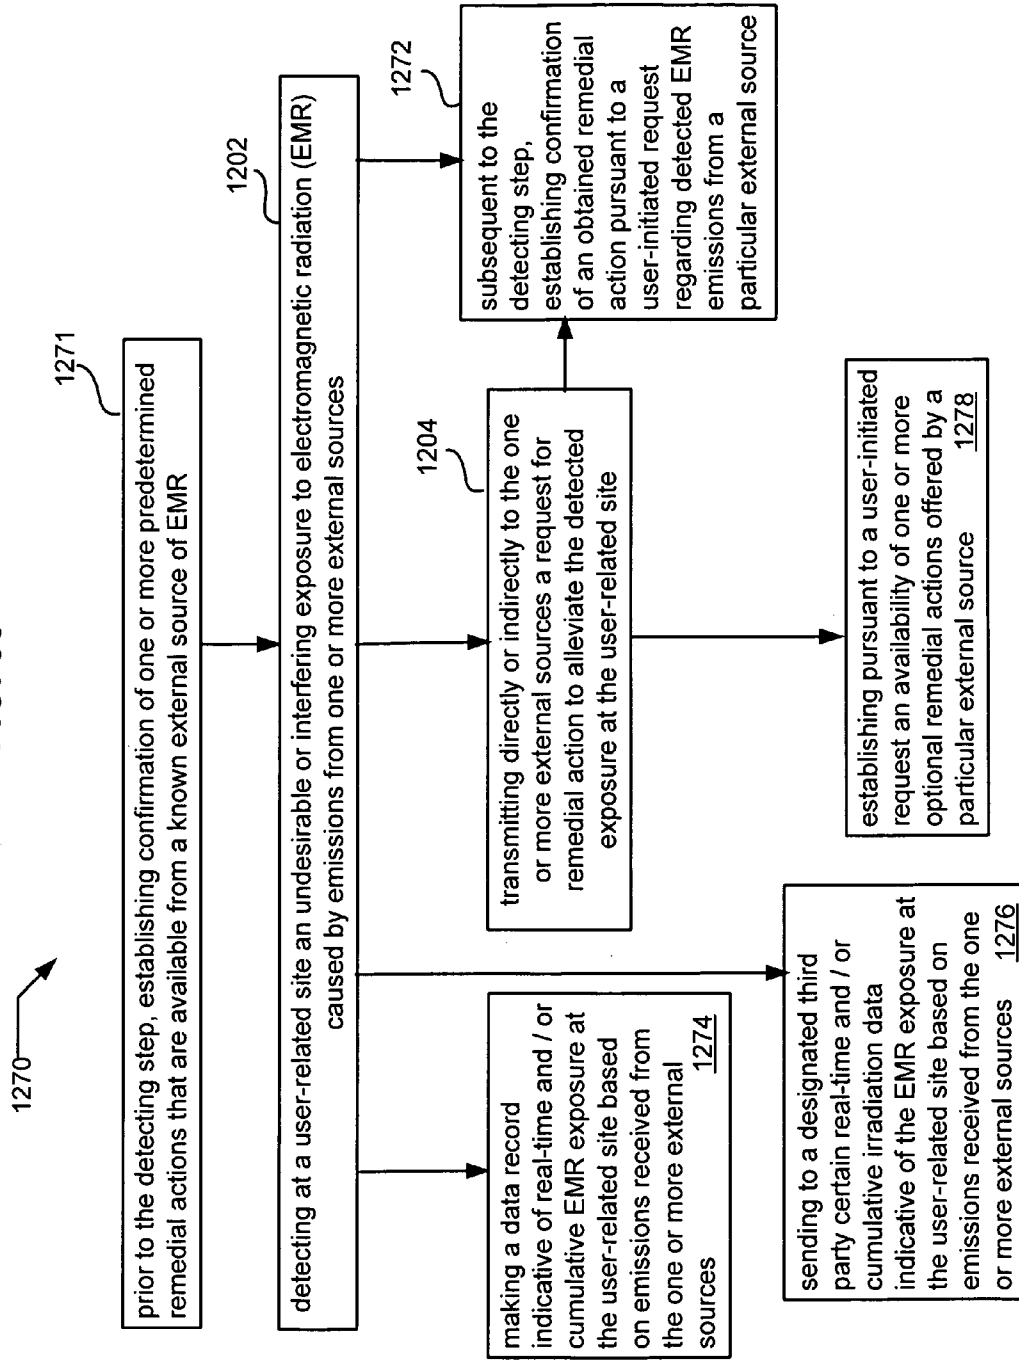 1270
1271
prior to the detecting step, establishing confirmation of one or more predetermined
remedial actions that are available from a known external source of EMR
1202
detecting at a user-related site an undesirable or interfering exposure to electromagnetic radiation (EMR)
caused by emissions from one or more external sources
making a data record
indicative of real-time and / or
cumulative EMR exposure at
the user-related site based
on emissions received from
the one or more external
sources 1274
1204
transmitting directly or indirectly to the one
or more external sources a request for
remedial action to alleviate the detected
exposure at the user-related site
1272
subsequent to the
detecting step,
establishing confirmation
of an obtained remedial
action pursuant to a
user-initiated request
regarding detected EMR
emissions from a
particular external source
sending to a designated third
party certain real-time and / or
cumulative irradiation data
indicative of the EMR exposure at
the user-related site based on
emissions received from the one
or more external sources 1276
establishing pursuant to a user-initiated
request an availability of one or more
optional remedial actions offered by a
particular external source 1278